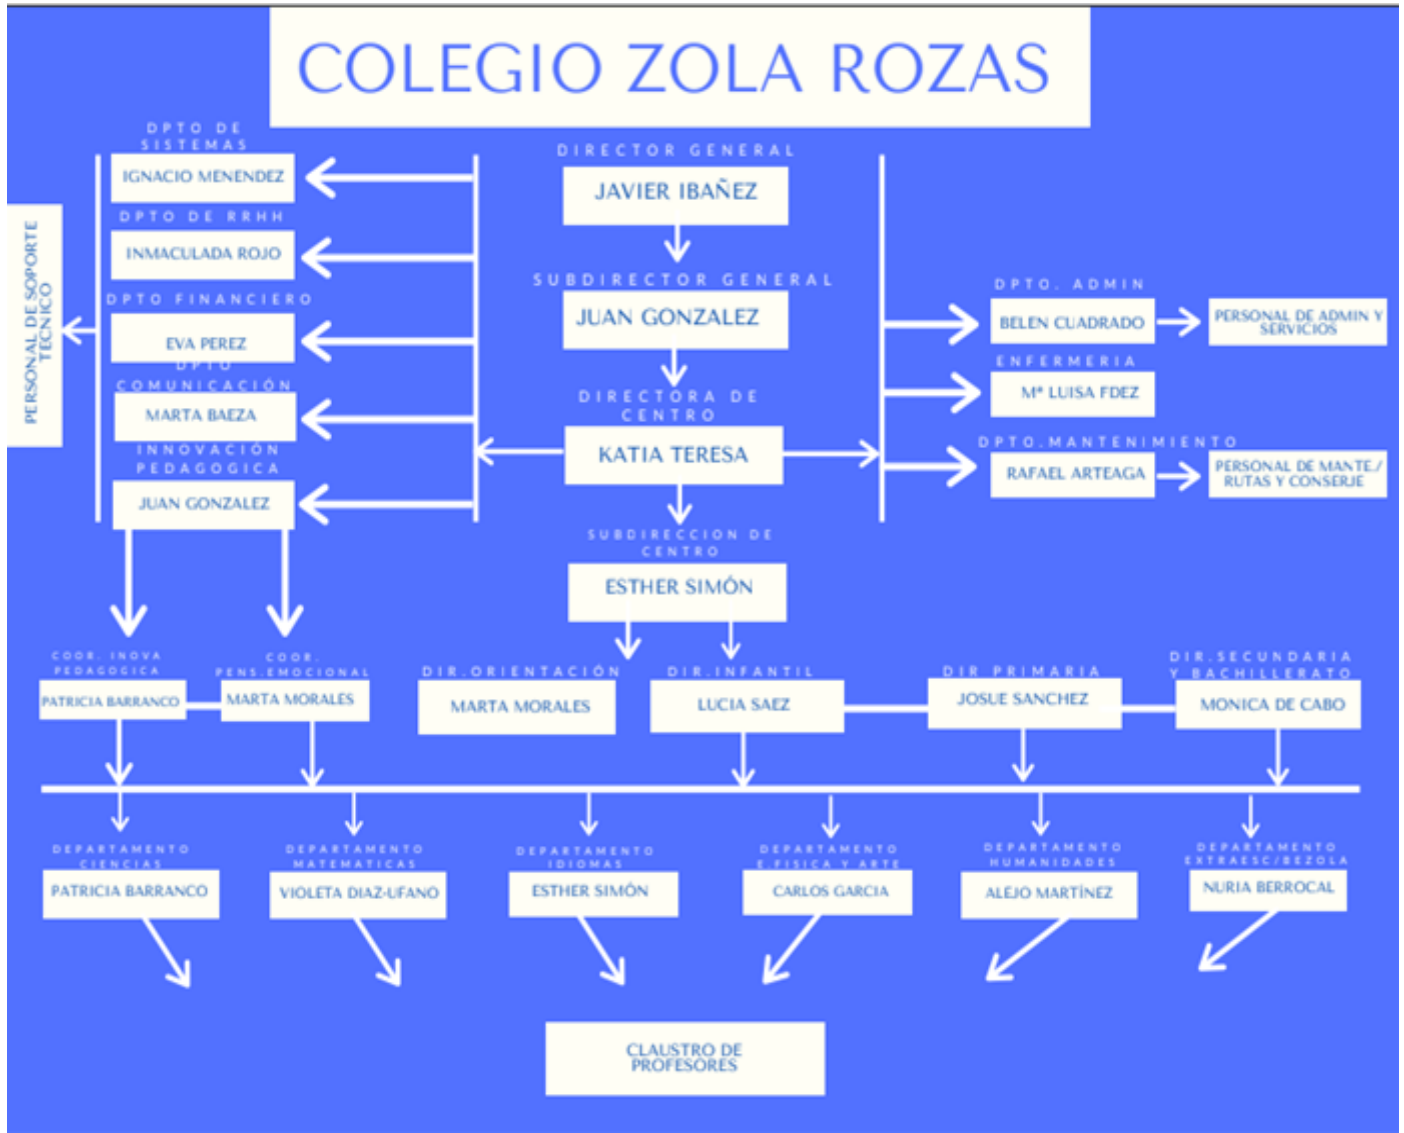 COLEGIO ZOLA ROZAS
DPTO DE
SISTEMAS
IGNACIO MENENDEZ
DPTO DE RRHH
INMACULADA ROJO
DPTO FINANCIERO
EVA PEREZ
DPTO
COMUNICACIÓN
MARTA BAEZA
INNOVACIÓN
PEDAGOGICA
JUAN GONZALEZ
PERSONAL DE SOPORTE
TECNICO
DIRECTOR GENERAL
JAVIER IBAÑEZ
SUBDIRECTOR GENERAL
JUAN GONZALEZ
DIRECTORA DE
CENTRO
KATIA TERESA
SUBDIRECCION DE
CENTRO
ESTHER SIMÓN
DPTO. ADMIN
BELEN CUADRADO
PERSONAL DE ADMIN Y
SERVICIOS
ENFERMERIA
Mª LUISA FDEZ
DPTO.MANTENIMIENTO
RAFAEL ARTEAGA
PERSONAL DE MANTE./
RUTAS Y CONSERJE
COOR. INOVA
PEDAGOGICA
PATRICIA BARRANCO
COOR.
PENS.EMOCIONAL
MARTA MORALES
DIR.ORIENTACIÓN
MARTA MORALES
DIR.INFANTIL
LUCIA SAEZ
DIR PRIMARIA
JOSUE SANCHEZ
DIR.SECUNDARIA
Y BACHILLERATO
MONICA DE CABO
DEPARTAMENTO
CIENCIAS
PATRICIA BARRANCO
DEPARTAMENTO
MATEMATICAS
VIOLETA DIAZ-UFANO
DEPARTAMENTO
IDIOMAS
ESTHER SIMÓN
DEPARTAMENTO
E.FISICA Y ARTE
CARLOS GARCIA
DEPARTAMENTO
HUMANIDADES
ALEJO MARTÍNEZ
DEPARTAMENTO
EXTRAESC/BEZOLA
NURIA BERROCAL
CLAUSTRO DE
PROFESORES